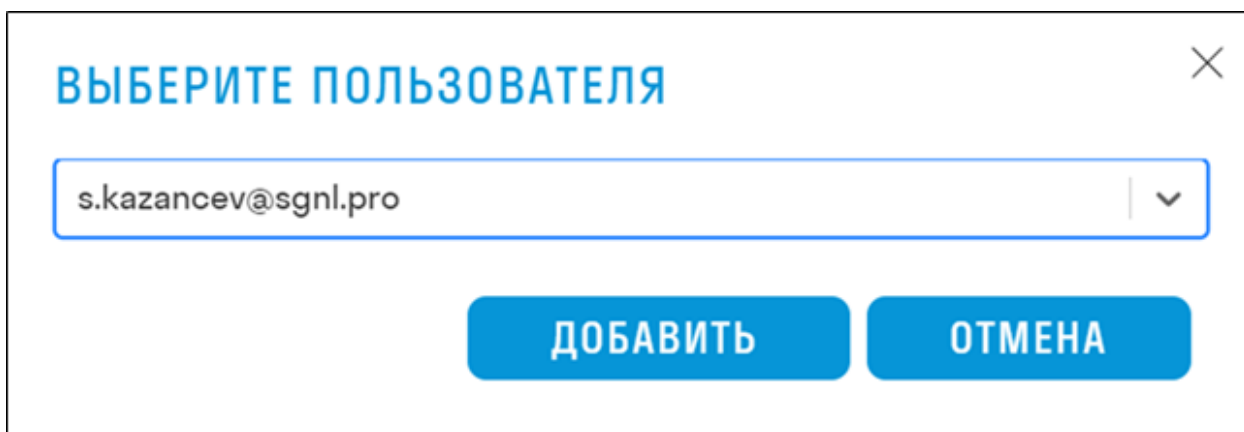 ВЫБЕРИТЕ ПОЛЬЗОВАТЕЛЯ
s.kazancev@sgnl.pro
ДОБАВИТЬ ОТМЕНА